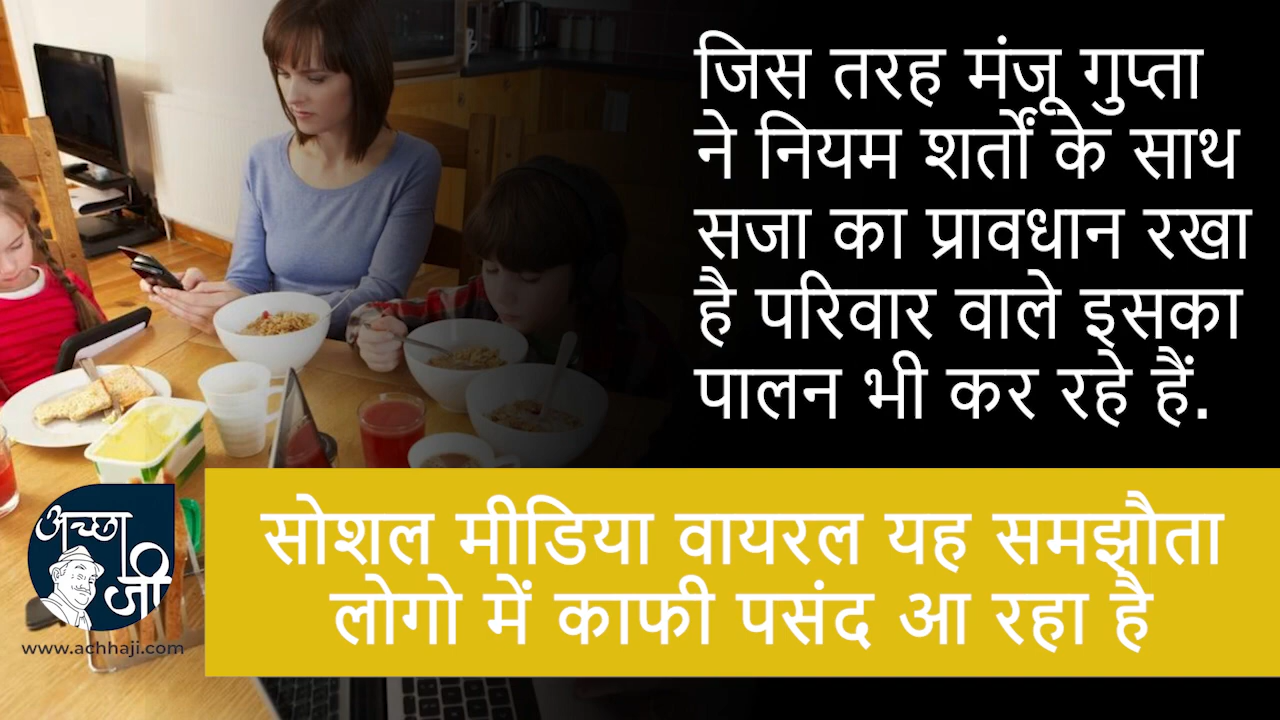 जिस तरह मंजू गुप्ता
ने नियम शर्तों के साथ
सजा का प्रावधान रखा
है परिवार वाले इसका
पालन भी कर रहे हैं.
सोशल मीडिया वायरल यह समझौता
लोगो में काफी पसंद आ रहा है
अच्छा
जी
www.achhaji.com